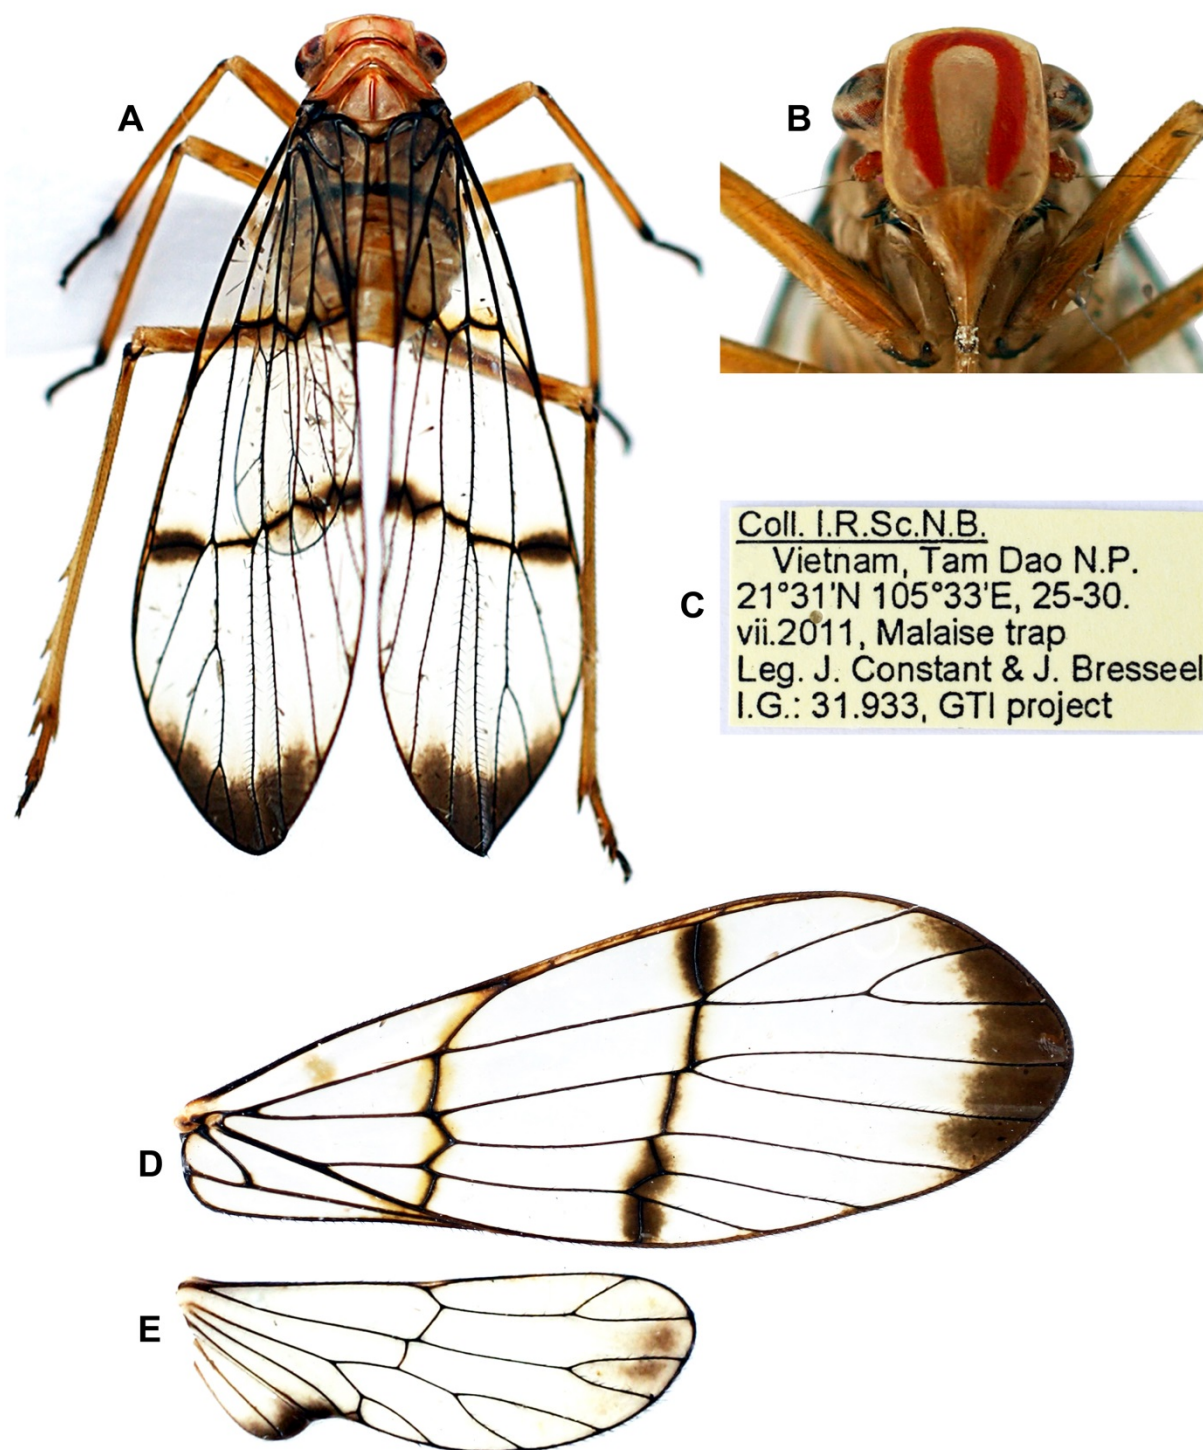 A
B
Coll. I.R.Sc.N.B.
Vietnam, Tam Dao N.P.
21°31'N 105°33'E, 25-30.
vii.2011, Malaise trap
Leg. J. Constant & J. Bresseel
I.G.: 31.933, GTI project
C
D
E